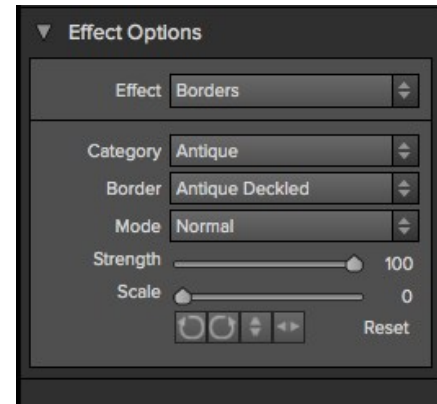 Effect Options
Effect Borders
Category Antique
Border Antique Deckled
Mode Normal
Strength 100
Scale 0
Reset